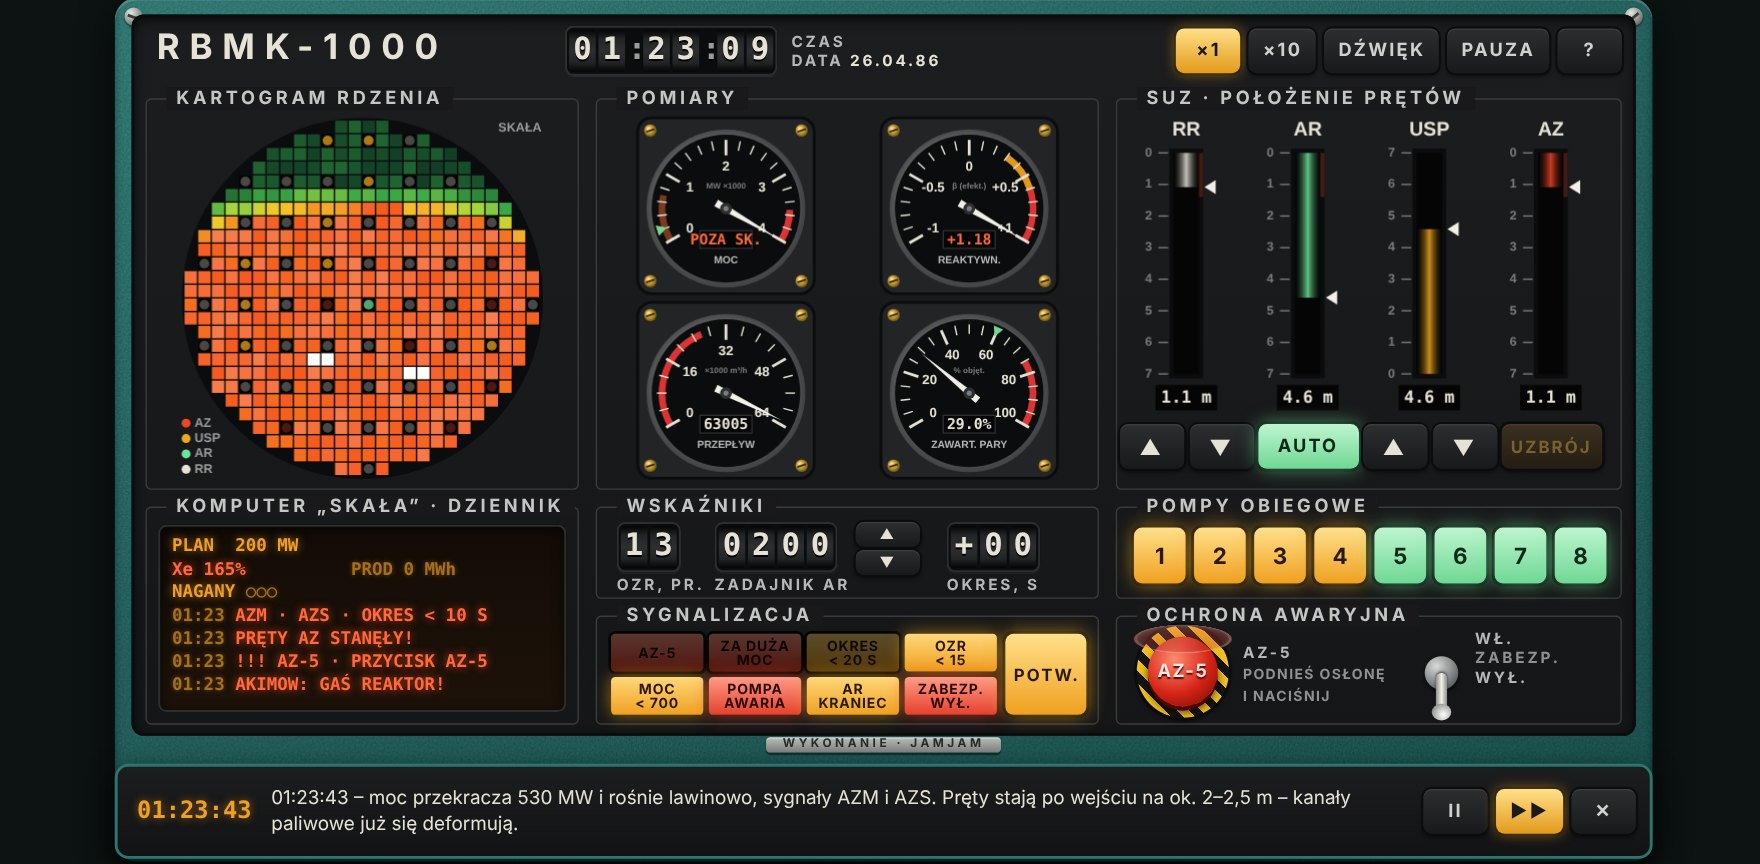 RBMK-1000
01:23:09
CZAS
DATA 26.04.86
×1
×10
DŹWIĘK
PAUZA
?
KARTOGRAM RDZENIA
SKAŁA
AZ
USP
AR
RR
POMIARY
0
1
2
3
4
MW ×1000
POZA SK.
MOC
-1
-0.5
0
+0.5
+1
β (efekt.)
+1.18
REAKTYWN.
0
16
32
48
64
×1000 m³/h
63005
PRZEPŁYW
0
20
40
60
80
100
% objęt.
29.0%
ZAWART. PARY
SUZ · POŁOŻENIE PRĘTÓW
RR
AR
USP
AZ
0 0 7 0
1 1 6 1
2 2 5 2
3 3 4 3
4 4 3 4
5 5 2 5
6 6 1 6
7 7 0 7
1.1 m
4.6 m
4.6 m
1.1 m
▲
▼
AUTO
▲
▼
UZBRÓJ
KOMPUTER „SKAŁA” · DZIENNIK
PLAN 200 MW
Xe 165% PROD 0 MWh
NAGANY ○○○
01:23 AZM · AZS · OKRES < 10 S
01:23 PRĘTY AZ STANĘŁY!
01:23 !!! AZ-5 · PRZYCISK AZ-5
01:23 AKIMOW: GAŚ REAKTOR!
WSKAŹNIKI
13
0200
▲
▼
+00
OZR, PR.
ZADAJNIK AR
OKRES, S
SYGNALIZACJA
AZ-5
ZA DUŻA
MOC
OKRES
< 20 S
OZR
< 15
MOC
< 700
POMPA
AWARIA
AR
KRANIEC
ZABEZP.
WYŁ.
POTW.
POMPY OBIEGOWE
1 2 3 4 5 6 7 8
OCHRONA AWARYJNA
AZ-5
AZ-5
PODNIEŚ OSŁONĘ
I NACIŚNIJ
WŁ.
ZABEZP.
WYŁ.
WYKONANIE · JAMJAM
01:23:43
01:23:43 – moc przekracza 530 MW i rośnie lawinowo, sygnały AZM i AZS. Pręty stają po wejściu na ok. 2–2,5 m – kanały
paliwowe już się deformują.